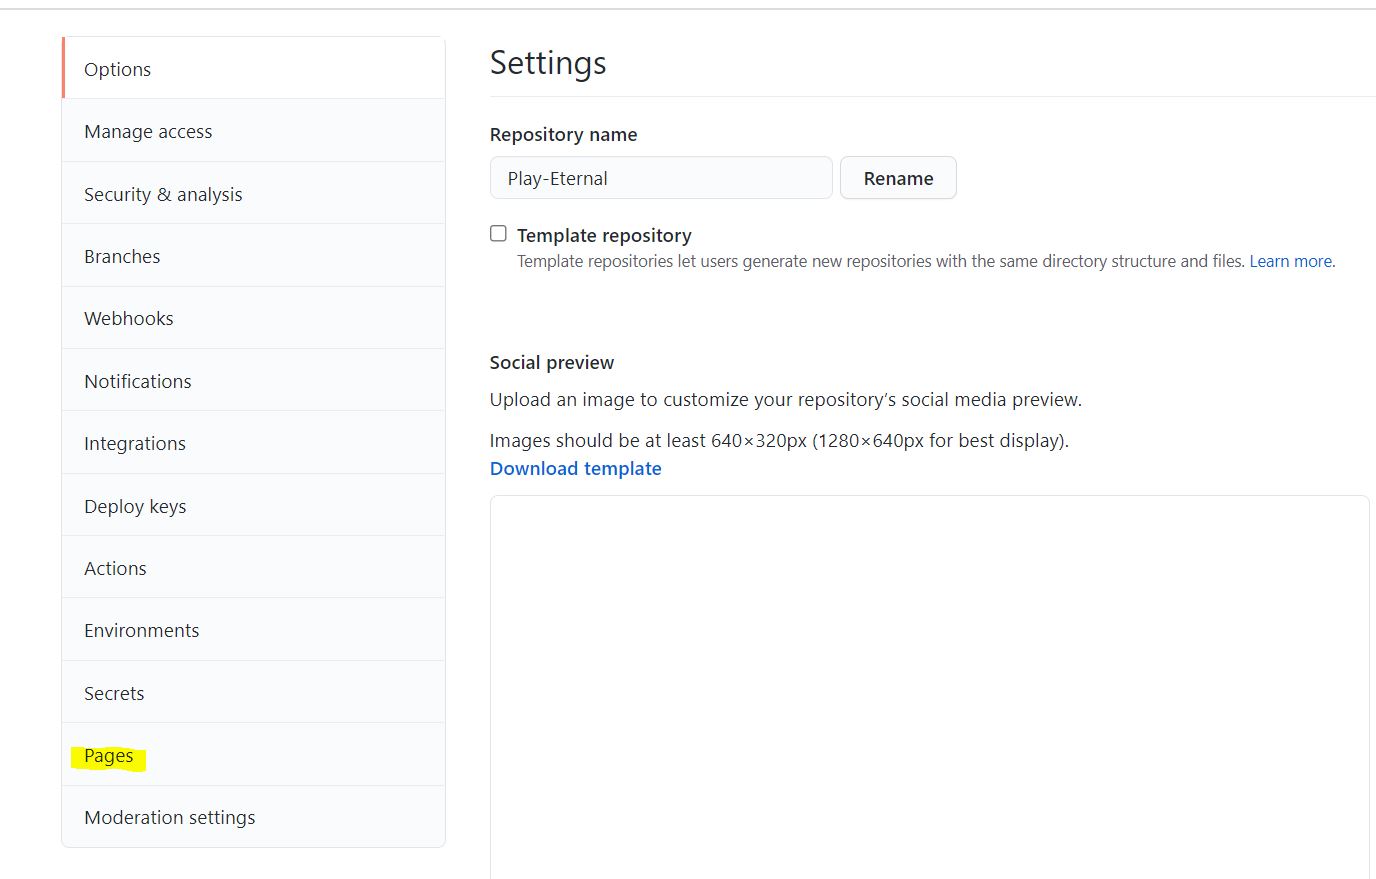 Options
Manage access
Security & analysis
Branches
Webhooks
Notifications
Integrations
Deploy keys
Actions
Environments
Secrets
Pages
Moderation settings
Settings
Repository name
Play-Eternal
Rename
Template repository
Template repositories let users generate new repositories with the same directory structure and files. Learn more.
Social preview
Upload an image to customize your repository’s social media preview.
Images should be at least 640×320px (1280×640px for best display).
Download template